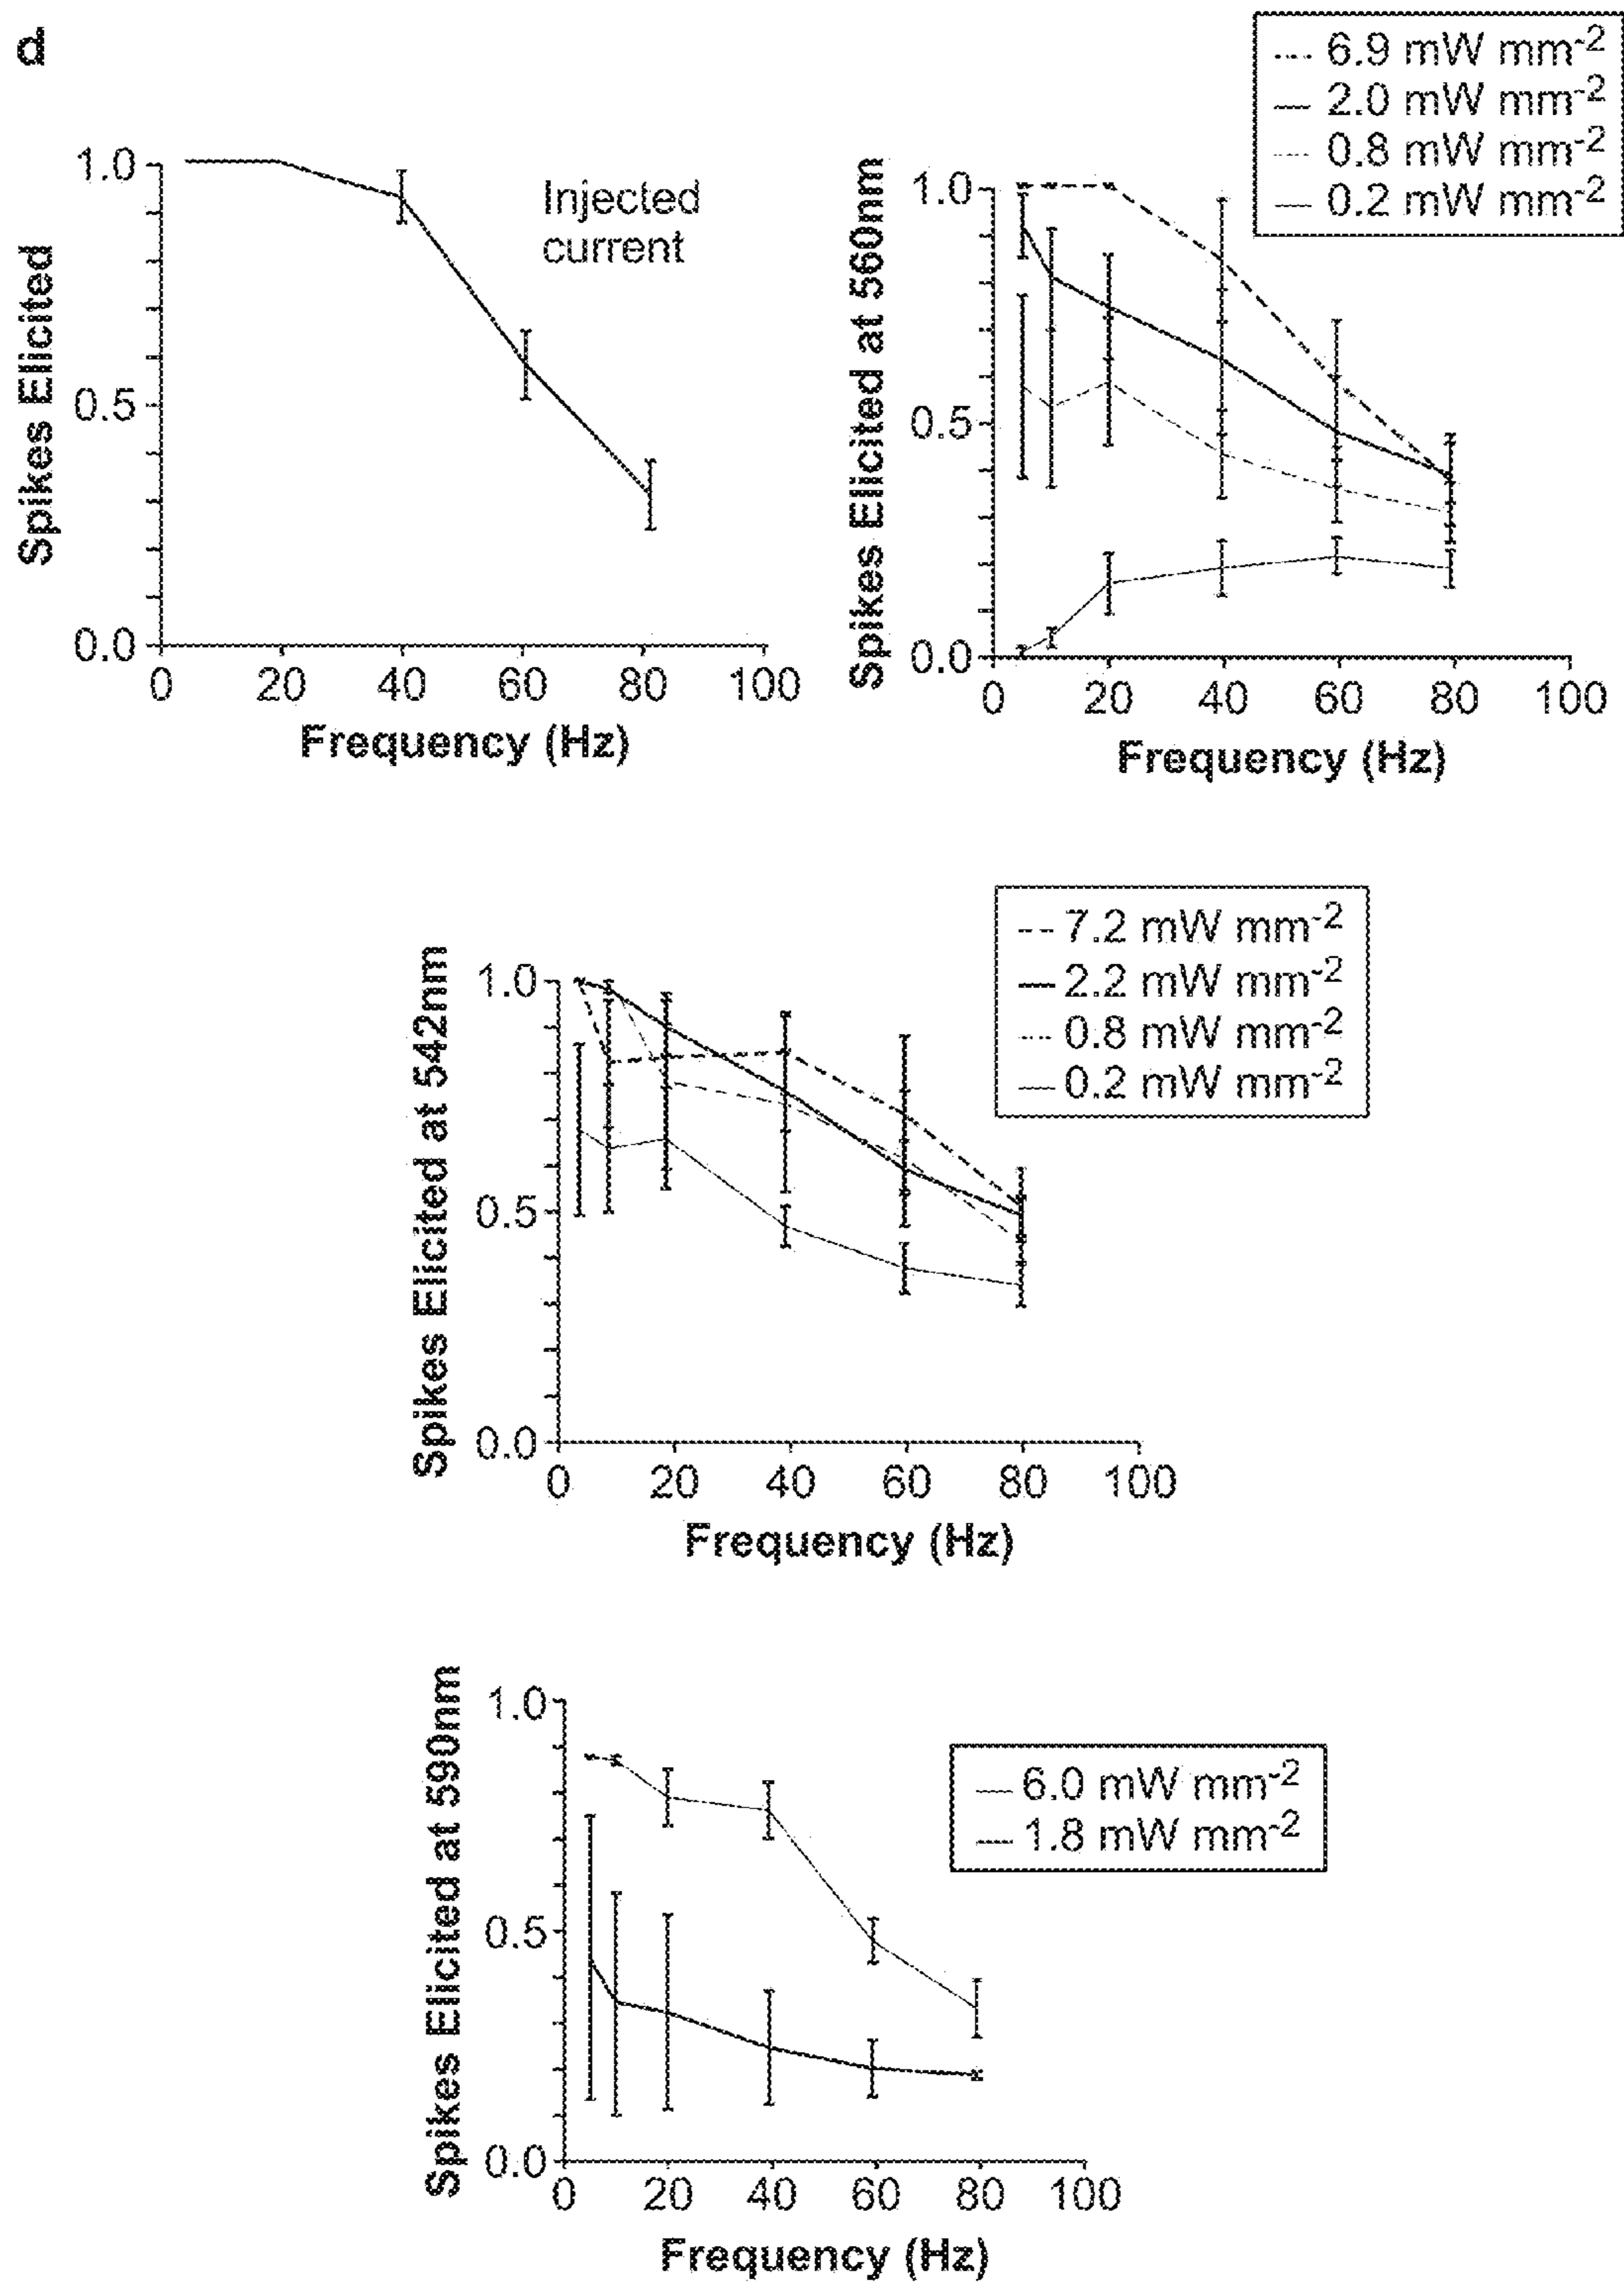 d
Spikes Elicited
1.0
0.5
0.0
Injected
current
0 20 40 60 80 100
Frequency (Hz)
6.9 mW mm-2
2.0 mW mm-2
0.8 mW mm-2
0.2 mW mm-2
Spikes Elicited at 560nm
1.0
0.5
0.0
0 20 40 60 80 100
Frequency (Hz)
7.2 mW mm-2
2.2 mW mm-2
0.8 mW mm-2
0.2 mW mm-2
Spikes Elicited at 542nm
1.0
0.5
0.0
0 20 40 60 80 100
Frequency (Hz)
Spikes Elicited at 590nm
1.0
0.5
0.0
6.0 mW mm-2
1.8 mW mm-2
0 20 40 60 80 100
Frequency (Hz)